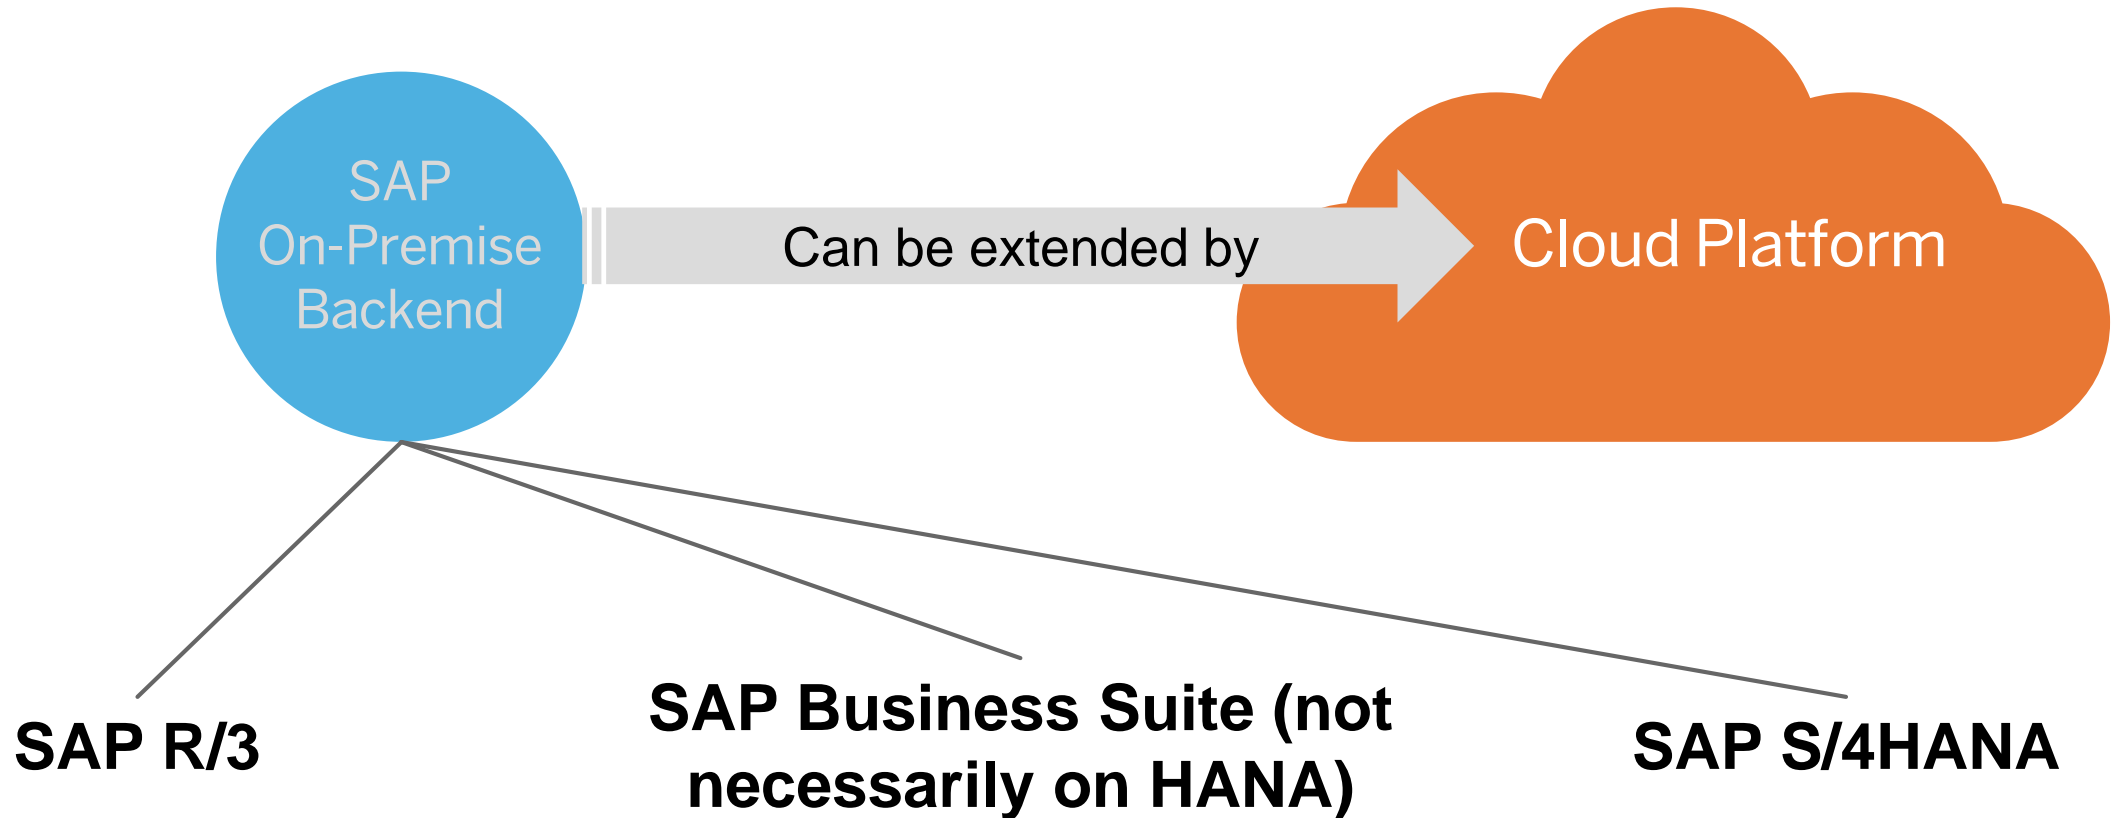 SAP
On-Premise
Backend
Can be extended by
Cloud Platform
SAP R/3
SAP Business Suite (not
necessarily on HANA)
SAP S/4HANA